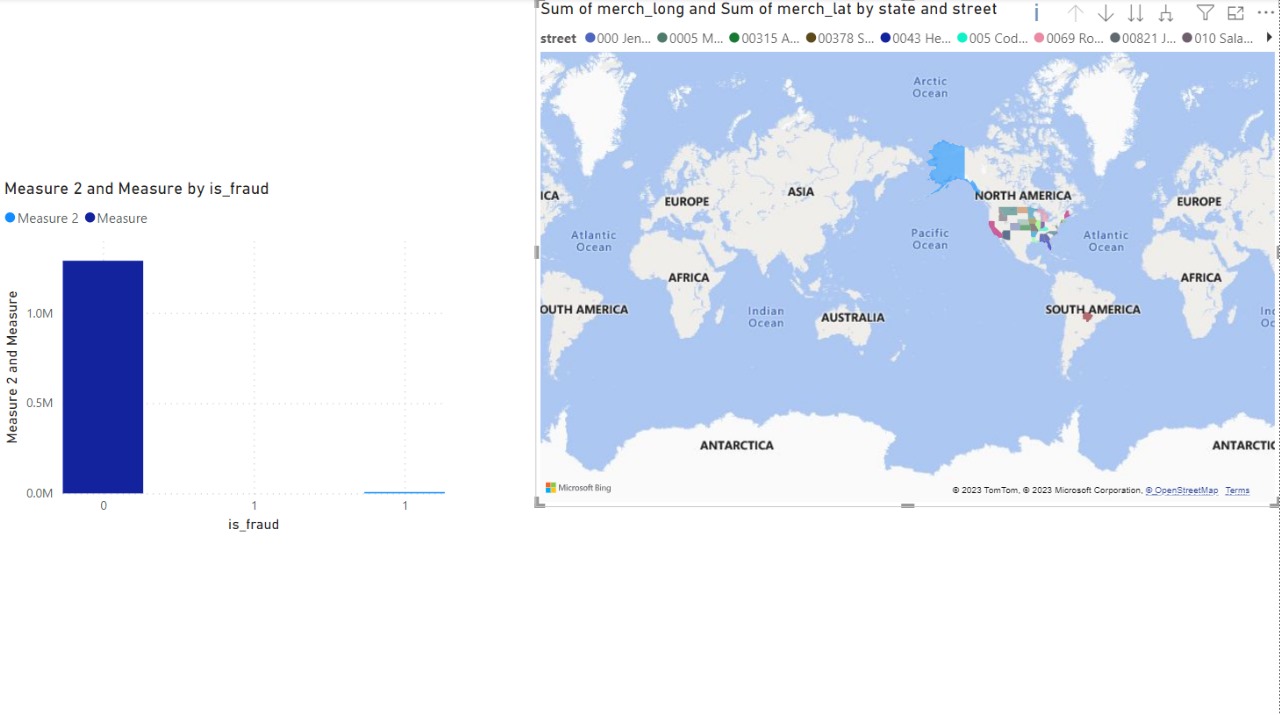 Sum of merch_long and Sum of merch_lat by state and street
street 000 Jen... 0005 M... 00315 A... 00378 S... 0043 He... 005 Cod... 0069 Ro... 00821 J... 010 Sala...
Arctic
Ocean
ICA
EUROPE
ASIA
NORTH AMERICA
EUROPE
Atlantic
Ocean
Pacific
Ocean
Atlantic
Ocean
AFRICA
AFRICA
OUTH AMERICA
Indian
Ocean
AUSTRALIA
SOUTH AMERICA
Inc
Oc
ANTARCTICA
ANTARCTIC
Microsoft Bing
© 2023 TomTom, © 2023 Microsoft Corporation, © OpenStreetMap Terms
Measure 2 and Measure by is_fraud
Measure 2 Measure
Measure 2 and Measure
1.0M
0.5M
0.0M
0 1 1
is_fraud